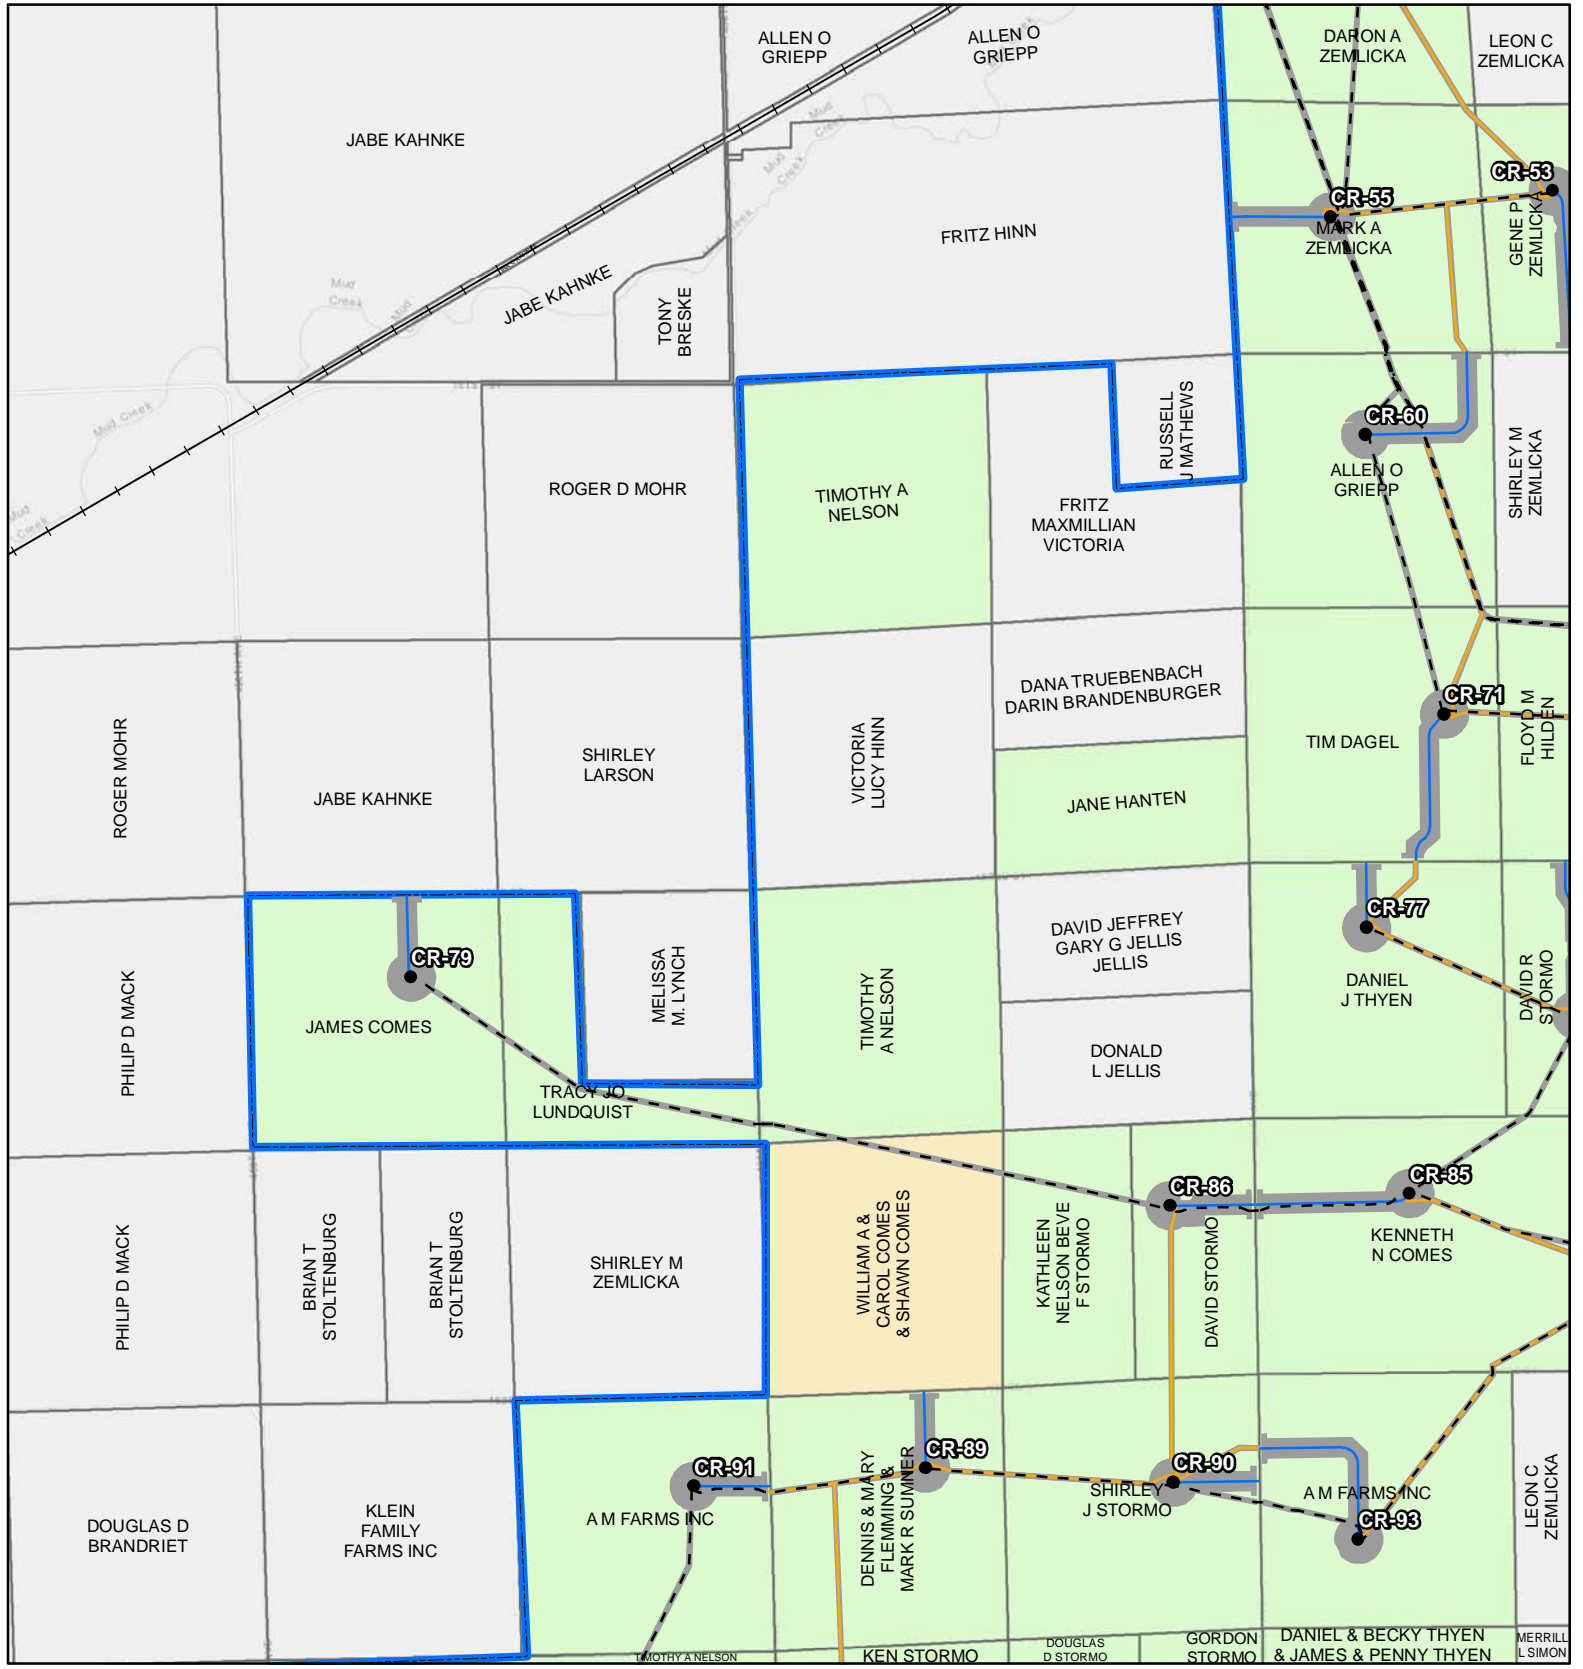 ALLEN O
GRIEPP
ALLEN O
GRIEPP
DARON A
ZEMLICKA
LEON C
ZEMLICKA
JABE KAHNKE
Mud
Creek
Mud
Creek
CR-53
CR-55
MARK A
ZEMLICKA
GENE P
ZEMLICKA
FRITZ HINN
Mud
Creek
Mud
JABE KAHNKE
TONY
BRESKE
Mud Creek
RUSSELL
J MATHEWS
CR-60
ALLEN O
GRIEPP
SHIRLEY M
ZEMLICKA
ROGER D MOHR
TIMOTHY A
NELSON
FRITZ
MAXMILLIAN
VICTORIA
Mud
Creek
DANA TRUEBENBACH
DARIN BRANDENBURGER
CR-71
TIM DAGEL
FLOYD M
HILDEN
ROGER MOHR
JABE KAHNKE
SHIRLEY
LARSON
VICTORIA
LUCY HINN
JANE HANTEN
CR-77
DANIEL
J THYEN
DAVID R
STORMO
DAVID JEFFREY
GARY G JELLIS
JELLIS
CR-79
JAMES COMES
MELISSA
M. LYNCH
TIMOTHY
A NELSON
PHILIP D MACK
DONALD
L JELLIS
TRACY JO
LUNDQUIST
CR-86
CR-85
PHILIP D MACK
BRIAN T
STOLTENBURG
BRIAN T
STOLTENBURG
SHIRLEY M
ZEMLICKA
WILLIAM A &
CAROL COMES
& SHAWN COMES
KATHLEEN
NELSON BEVE
F STORMO
DAVID STORMO
KENNETH
N COMES
CR-91
CR-89
CR-90
A M FARMS INC
DENNIS & MARY
FLEMMING &
MARK R SUMNER
SHIRLEY
J STORMO
A M FARMS INC
CR-93
LEON C
ZEMLICKA
DOUGLAS D
BRANDRIET
KLEIN
FAMILY
FARMS INC
TIMOTHY A NELSON
KEN STORMO
DOUGLAS
D STORMO
GORDON
STORMO
DANIEL & BECKY THYEN
& JAMES & PENNY THYEN
MERRILL
L SIMON